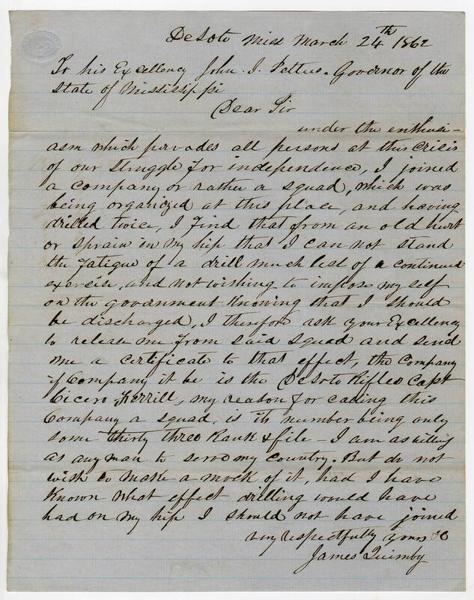 DeSoto Miss March 24th 1862
To his Excellency John J. Pettus. Governor of the
State of Mississippi
Dear Sir
under the enthusi-
asm which pervades all persons at this crisis
of our struggle for independence, I joined
a company or rather a squad, which was
being organized at this place, and having
drilled twice, I find that from an old hurt
or sprain in my hip that I can not stand
the fatigue of a drill much less of a continued
exercise, and not wishing to impose my self
on the government knowing that I should
be discharged, I therefore ask your Excellency
to release me from said squad and send
me a certificate to that effect, the Company
if Company it be is the DeSoto Rifles Capt
Cicero my reason for calling this
Company a squad, is its number being only
some thirty three Rank & file - I am as willing
as any man to serve my country. But do not
wish to make a mock of it, had I have
known what effect drilling would have
had on my hip I should not have joined
very respectfully yours &c
James Quimby